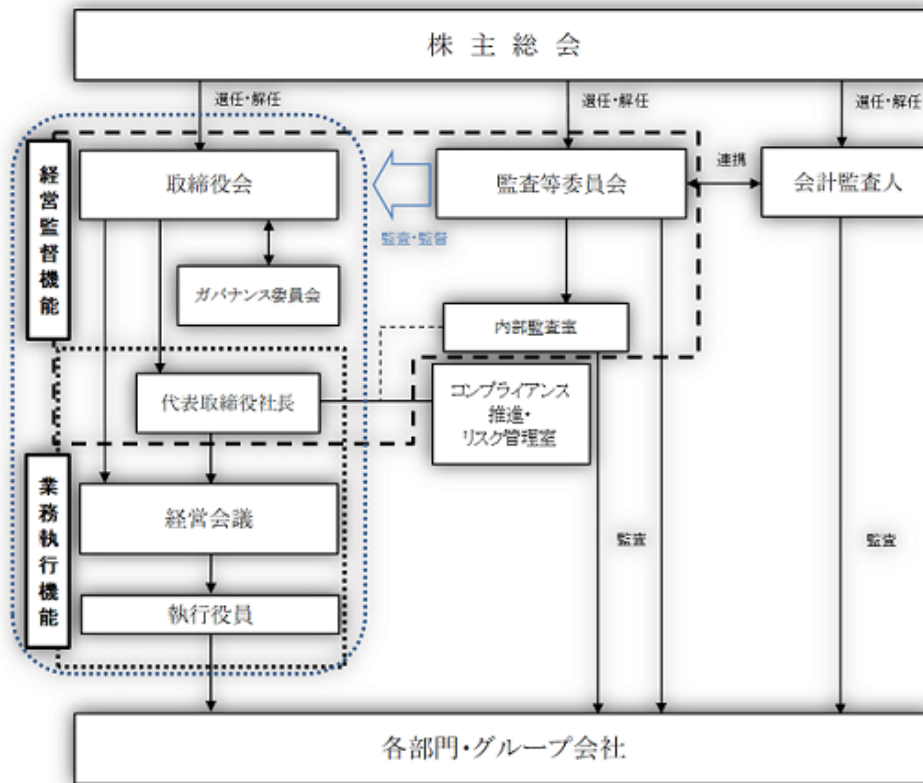 株主総会
選任・解任
選任・解任
選任・解任
経営監督機能
取締役会
監査等委員会
連携
会計監査人
監査・監督
ガバナンス委員会
内部監査室
代表取締役社長
コンプライアンス
推進・
リスク管理室
業務執行機能
経営会議
監査
監査
執行役員
各部門・グループ会社